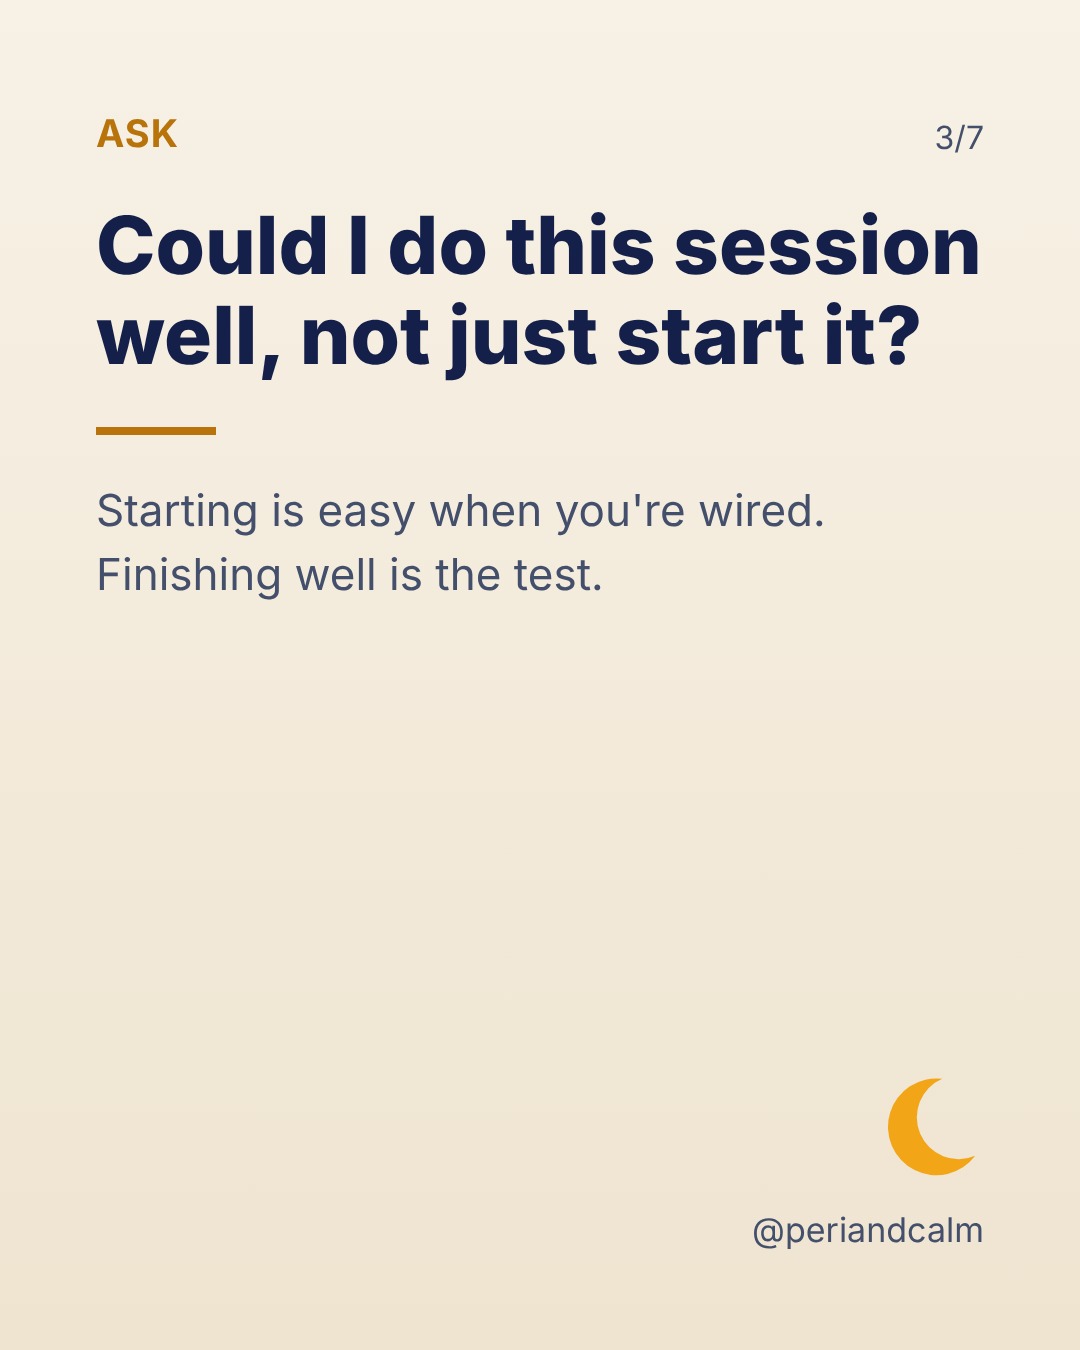 ASK
3/7
Could I do this session
well, not just start it?
Starting is easy when you're wired.
Finishing well is the test.
@periandcalm